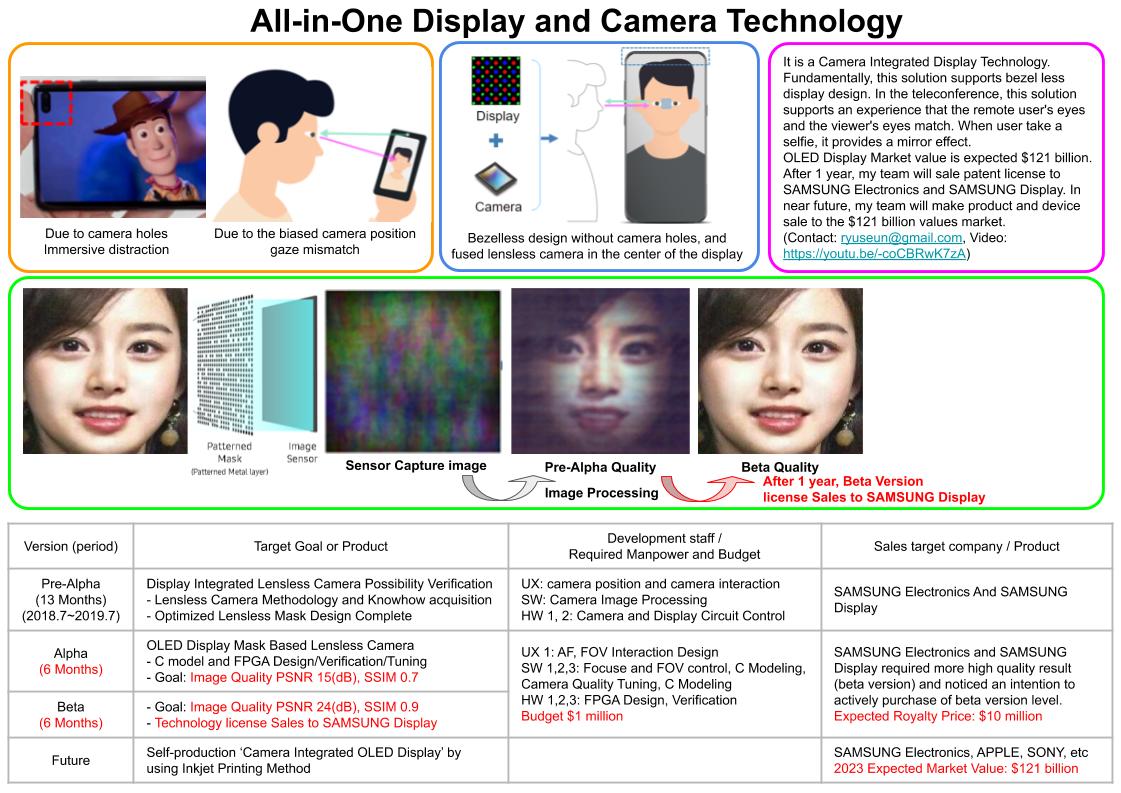 All-in-One Display and Camera Technology
Due to camera holes
Immersive distraction
Due to the biased camera position
gaze mismatch
Display
Camera
Bezelless design without camera holes, and
fused lensless camera in the center of the display
It is a Camera Integrated Display Technology.
Fundamentally, this solution supports bezel less
display design. In the teleconference, this solution
supports an experience that the remote user's eyes
and the viewer's eyes match. When user take a
selfie, it provides a mirror effect.
OLED Display Market value is expected $121 billion.
After 1 year, my team will sale patent license to
SAMSUNG Electronics and SAMSUNG Display. In
near future, my team will make product and device
sale to the $121 billion values market.
(Contact: ryuseun@gmail.com, Video:
https://youtu.be/-coCBRwK7zA)
Patterned
Mask
(Patterned Metal layer)
Image
Sensor
Sensor Capture image
Pre-Alpha Quality
Image Processing
Beta Quality
After 1 year, Beta Version
license Sales to SAMSUNG Display
Version (period)
Target Goal or Product
Development staff /
Required Manpower and Budget
Sales target company / Product
Pre-Alpha
(13 Months)
(2018.7~2019.7)
Display Integrated Lensless Camera Possibility Verification
- Lensless Camera Methodology and Knowhow acquisition
- Optimized Lensless Mask Design Complete
UX: camera position and camera interaction
SW: Camera Image Processing
HW 1, 2: Camera and Display Circuit Control
SAMSUNG Electronics And SAMSUNG
Display
Alpha
(6 Months)
OLED Display Mask Based Lensless Camera
- C model and FPGA Design/Verification/Tuning
- Goal: Image Quality PSNR 15(dB), SSIM 0.7
UX 1: AF, FOV Interaction Design
SW 1,2,3: Focuse and FOV control, C Modeling,
Camera Quality Tuning, C Modeling
HW 1,2,3: FPGA Design, Verification
Budget $1 million
SAMSUNG Electronics and SAMSUNG
Display required more high quality result
(beta version) and noticed an intention to
actively purchase of beta version level.
Expected Royalty Price: $10 million
Beta
(6 Months)
- Goal: Image Quality PSNR 24(dB), SSIM 0.9
- Technology license Sales to SAMSUNG Display
Future
Self-production ‘Camera Integrated OLED Display’ by
using Inkjet Printing Method
SAMSUNG Electronics, APPLE, SONY, etc
2023 Expected Market Value: $121 billion